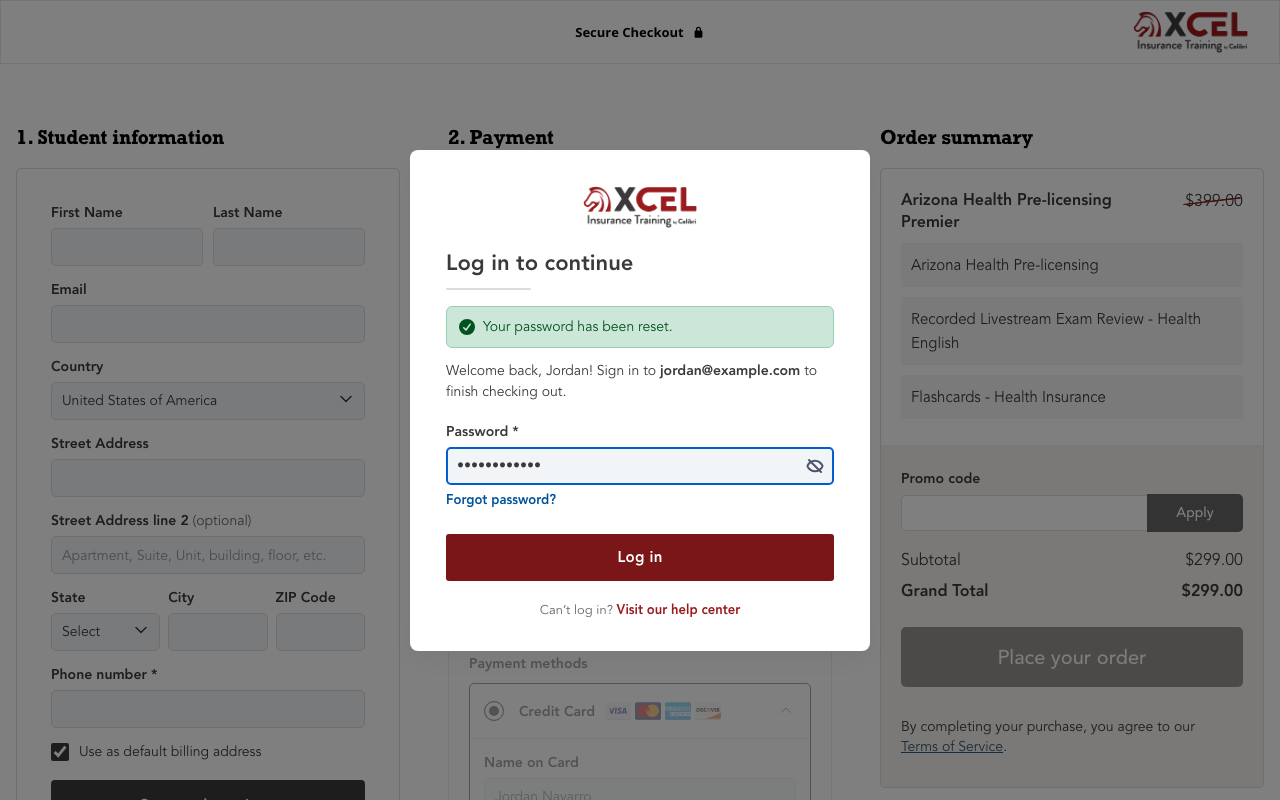 Secure Checkout
XCEL
Insurance Training by Calibri
1. Student information
First Name
Last Name
Email
Country
United States of America
Street Address
Street Address line 2 (optional)
Apartment, Suite, Unit, building, floor, etc.
State
City
ZIP Code
Select
Phone number *
Use as default billing address
2. Payment
XCEL
Insurance Training by Calibri
Log in to continue
Your password has been reset.
Welcome back, Jordan! Sign in to jordan@example.com to
finish checking out.
Password *
••••••••••••
Forgot password?
Log in
Can't log in? Visit our help center
Payment methods
Credit Card VISA
DISCOVER
Name on Card
Jordan Navarro
Order summary
Arizona Health Pre-licensing
Premier
$399.00
Arizona Health Pre-licensing
Recorded Livestream Exam Review - Health
English
Flashcards - Health Insurance
Promo code
Apply
Subtotal
$299.00
Grand Total
$299.00
Place your order
By completing your purchase, you agree to our
Terms of Service.